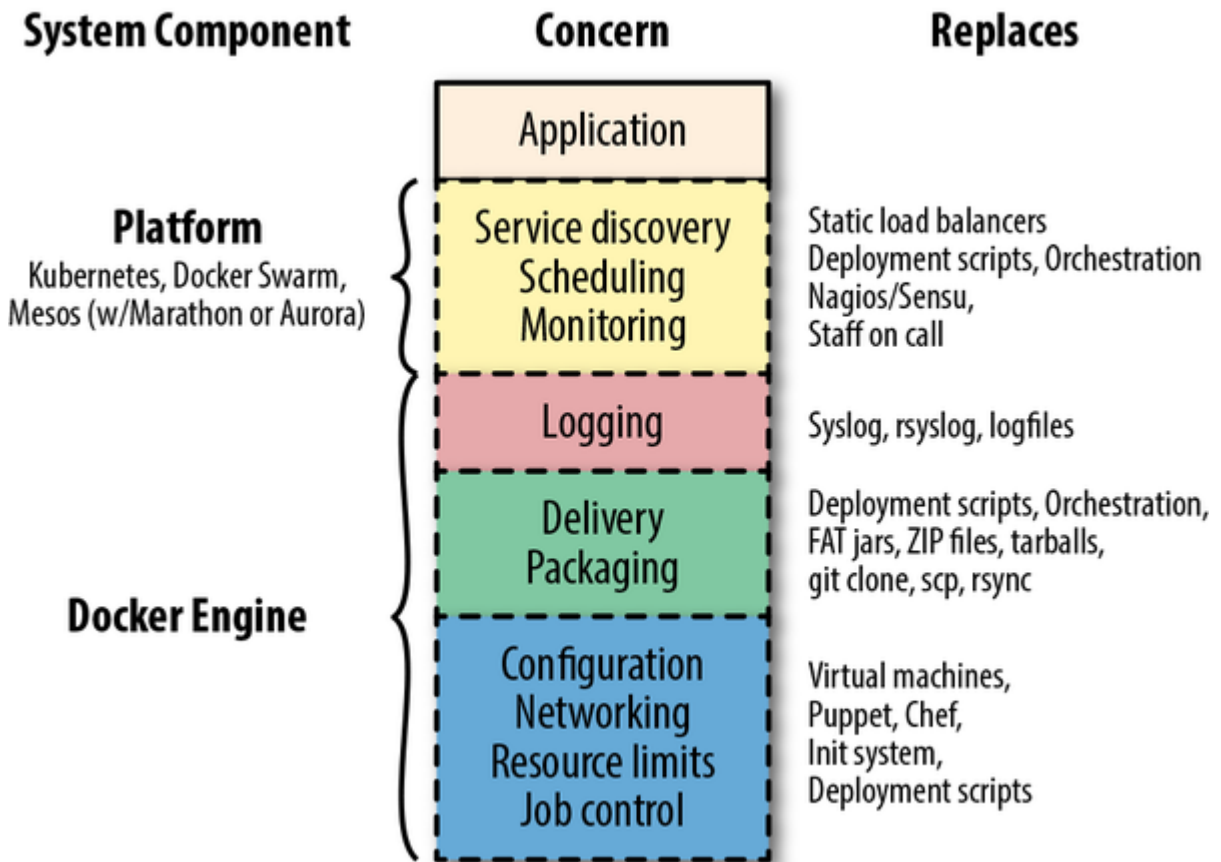 System Component
Concern
Replaces
Application
Platform
Kubernetes, Docker Swarm,
Mesos (w/Marathon or Aurora)
Service discovery
Scheduling
Monitoring
Static load balancers
Deployment scripts, Orchestration
Nagios/Sensu,
Staff on call
Logging
Syslog, rsyslog, logfiles
Docker Engine
Delivery
Packaging
Deployment scripts, Orchestration,
FAT jars, ZIP files, tarballs,
git clone, scp, rsync
Configuration
Networking
Resource limits
Job control
Virtual machines,
Puppet, Chef,
Init system,
Deployment scripts